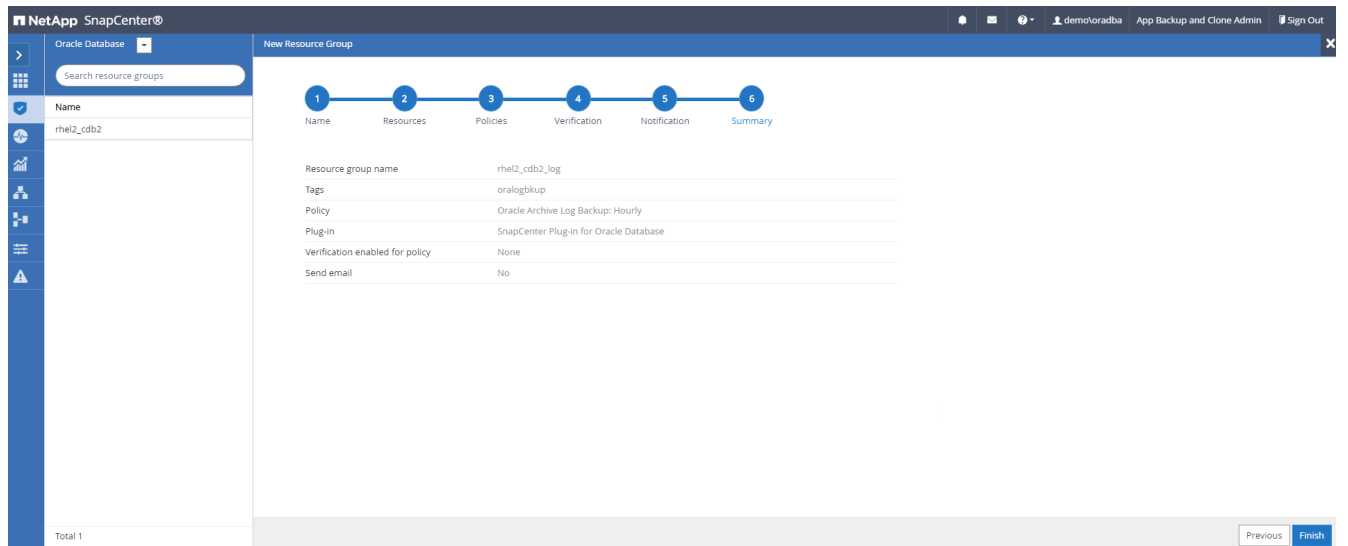 NetApp SnapCenter®
demo\oradba App Backup and Clone Admin Sign Out
Oracle Database
Search resource groups
Name
rhel2_cdb2
Total 1
New Resource Group
1 2 3 4 5 6
Name Resources Policies Verification Notification Summary
Resource group name rhel2_cdb2_log
Tags oralogbkup
Policy Oracle Archive Log Backup: Hourly
Plug-in SnapCenter Plug-in for Oracle Database
Verification enabled for policy None
Send email No
Previous Finish